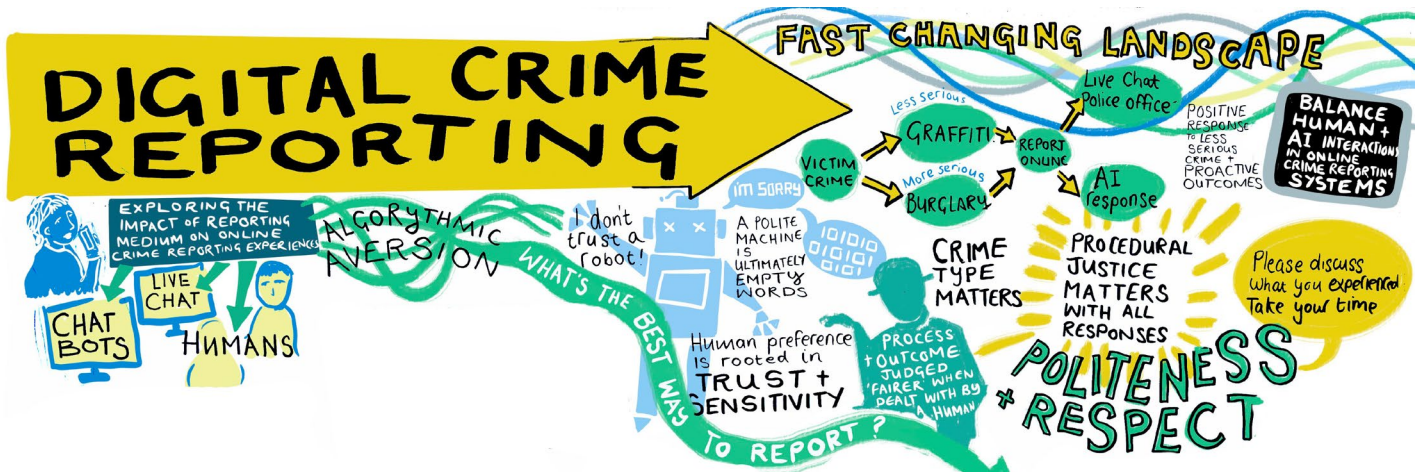 DIGITAL CRIME
REPORTING
FAST CHANGING LANDSCAPE
EXPLORING THE
IMPACT OF REPORTING
MEDIUM ON ONLINE
CRIME REPORTING EXPERIENCES
CHAT
BOTS
LIVE
CHAT
HUMANS
ALGORYTHMIC
AVERSION
WHAT'S THE BEST WAY TO REPORT?
I don't
trust a
robot!
I'm SORRY
A POLITE
MACHINE
IS
ULTIMATELY
EMPTY
WORDS
101010
010101
0101
Human preference
is rooted in
TRUST +
SENSITIVITY
VICTIM
CRIME
Less serious
GRAFFITI
More serious
BURGLARY
REPORT
ONLINE
Live Chat
Police office
AI
response
POSITIVE
RESPONSE
to LESS
SERIOUS
CRIME +
PROACTIVE
OUTCOMES
BALANCE
HUMAN +
AI INTERACTIONS
IN ONLINE
CRIME REPORTING
SYSTEMS
CRIME
TYPE
MATTERS
PROCESS
+ OUTCOME
JUDGED
'FAIRER' WHEN
DEALT WITH BY
A HUMAN
PROCEDURAL
JUSTICE
MATTERS
WITH ALL
RESPONSES
Please discuss
what you experienced
Take your time
POLITENESS
+ RESPECT